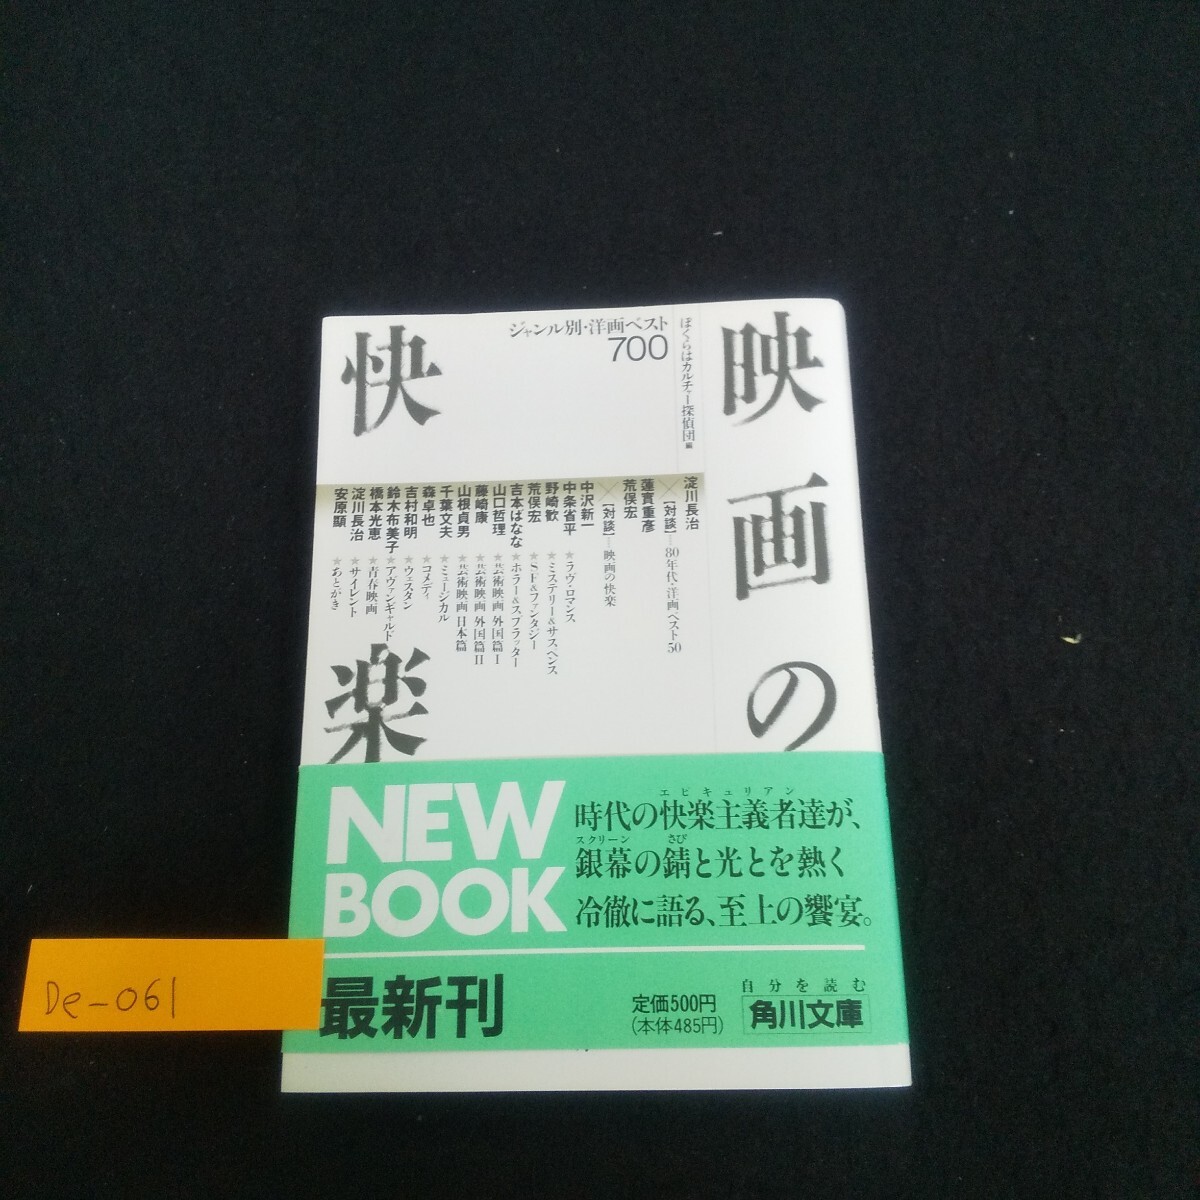 映画の
快楽
ジャンル別・洋画ベスト
700
ぼくらはカルチャー探偵団 編
淀川長治
×[対談]―80年代・洋画ベスト50
蓮實重彦
荒俣宏
×[対談]―映画の快楽
中沢新一
中条省平★ラヴ・ロマンス
野崎歓★ミステリー&サスペンス
荒俣宏★SF&ファンタジー
吉本ばなな★ホラー&スプラッター
山口哲理★芸術映画 外国篇I
藤崎康★芸術映画 外国篇II
山根貞男★芸術映画 日本篇
千葉文夫★ミュージカル
森卓也★コメディ
吉村和明★ウェスタン
鈴木布美子★アヴァンギャルド
橋本光恵★青春映画
淀川長治★サイレント
安原顯★あとがき
NEW
BOOK
エピキュリアン
時代の快楽主義者達が、
スクリーン さび
銀幕の錆と光とを熱く
冷徹に語る、至上の饗宴。
最新刊
定価500円
(本体485円)
自分を読む
角川文庫
De-061